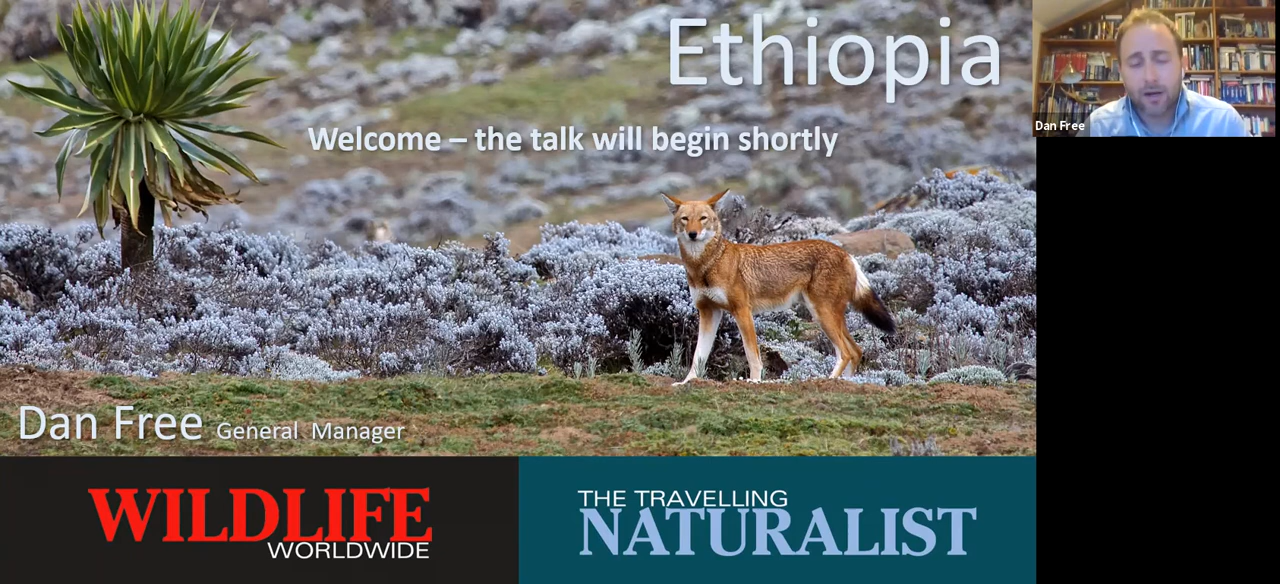 Ethiopia
Welcome – the talk will begin shortly
Dan Free
Dan Free General Manager
WILDLIFE
WORLDWIDE
THE TRAVELLING
NATURALIST